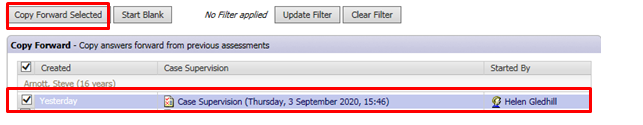 Copy Forward Selected Start Blank No Filter applied Update Filter Clear Filter
Copy Forward - Copy answers forward from previous assessments
Created Case Supervision Started By
Arnott, Steve (16 years)
Yesterday Case Supervision (Thursday, 3 September 2020, 15:46) Helen Gledhill